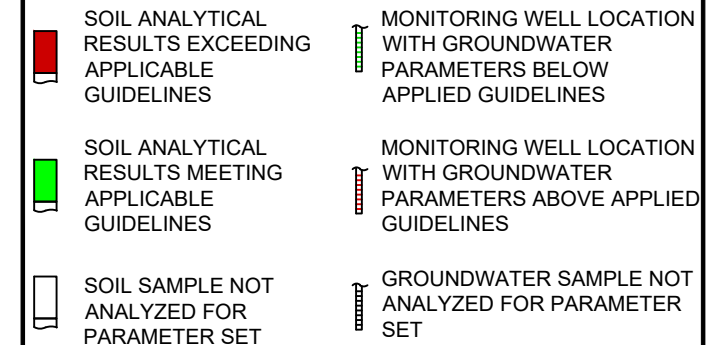 SOIL ANALYTICAL
RESULTS EXCEEDING
APPLICABLE
GUIDELINES
SOIL ANALYTICAL
RESULTS MEETING
APPLICABLE
GUIDELINES
SOIL SAMPLE NOT
ANALYZED FOR
PARAMETER SET
MONITORING WELL LOCATION
WITH GROUNDWATER
PARAMETERS BELOW
APPLIED GUIDELINES
MONITORING WELL LOCATION
WITH GROUNDWATER
PARAMETERS ABOVE APPLIED
GUIDELINES
GROUNDWATER SAMPLE NOT
ANALYZED FOR PARAMETER
SET